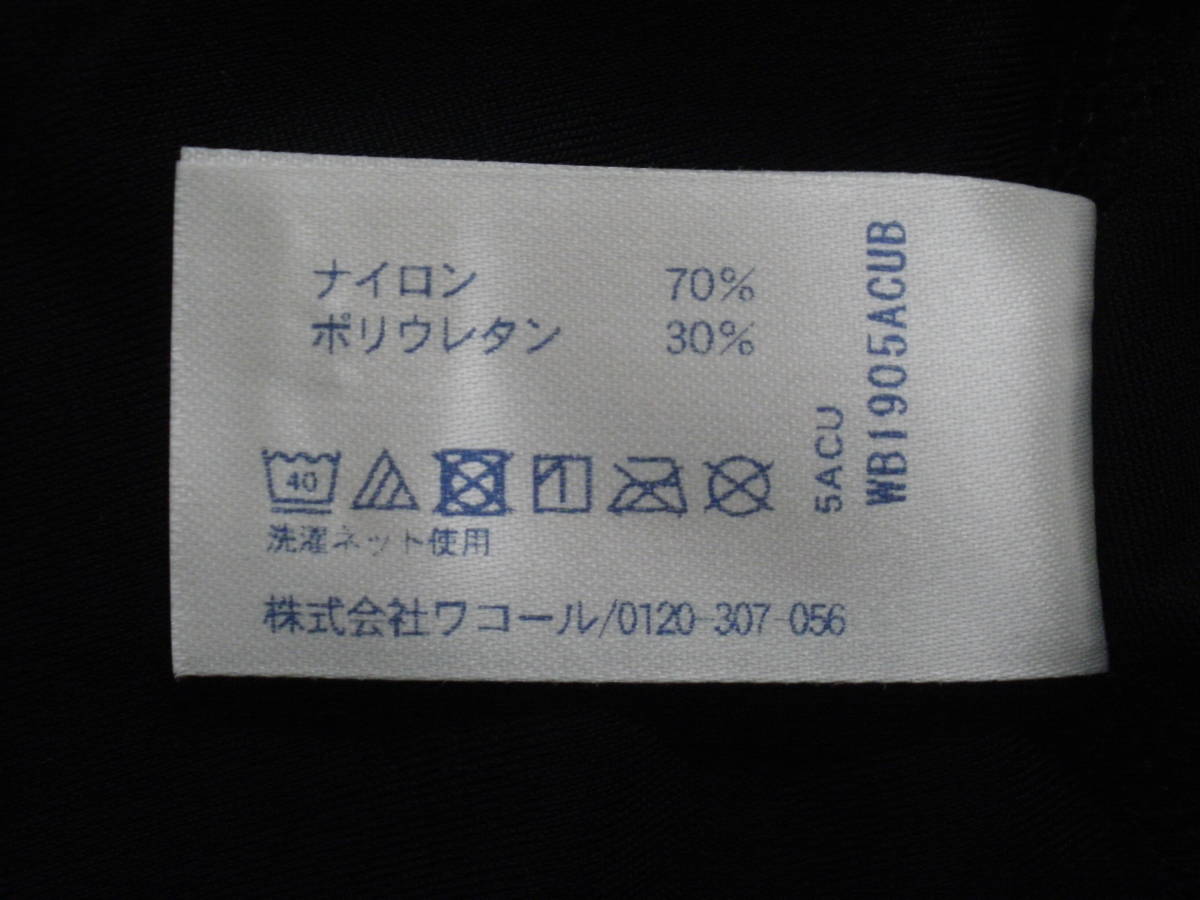 ナイロン 70%
ポリウレタン 30%
40
洗濯ネット使用
株式会社ワコール/0120-307-056
5ACU
WB1905ACUB